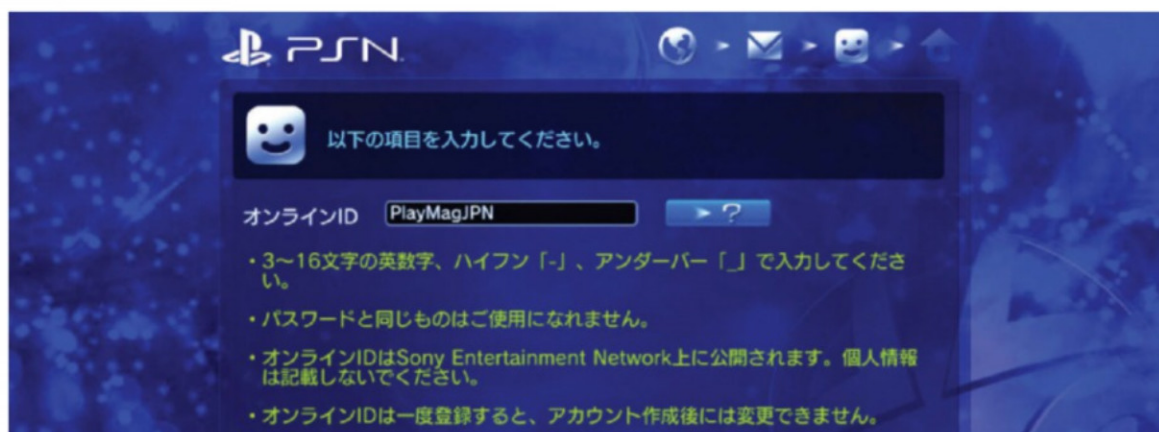 PSN
以下の項目を入力してください。
オンラインID PlayMagJPN ?
・3〜16文字の英数字、ハイフン「-」、アンダーバー「_」で入力してくださ
い。
・パスワードと同じものはご使用になれません。
・オンラインIDはSony Entertainment Network上に公開されます。個人情報
は記載しないでください。
・オンラインIDは一度登録すると、アカウント作成後には変更できません。